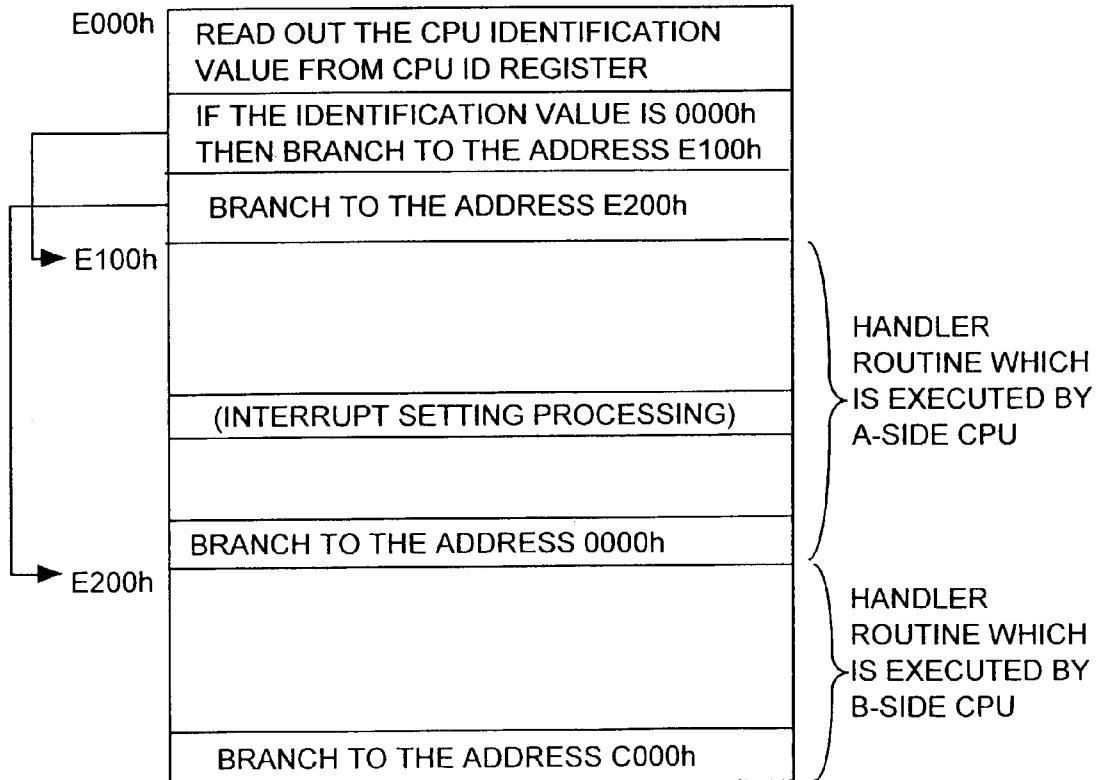 E000h
READ OUT THE CPU IDENTIFICATION
VALUE FROM CPU ID REGISTER
IF THE IDENTIFICATION VALUE IS 0000h
THEN BRANCH TO THE ADDRESS E100h
BRANCH TO THE ADDRESS E200h
E100h
(INTERRUPT SETTING PROCESSING)
BRANCH TO THE ADDRESS 0000h
HANDLER
ROUTINE WHICH
IS EXECUTED BY
A-SIDE CPU
E200h
BRANCH TO THE ADDRESS C000h
HANDLER
ROUTINE WHICH
IS EXECUTED BY
B-SIDE CPU